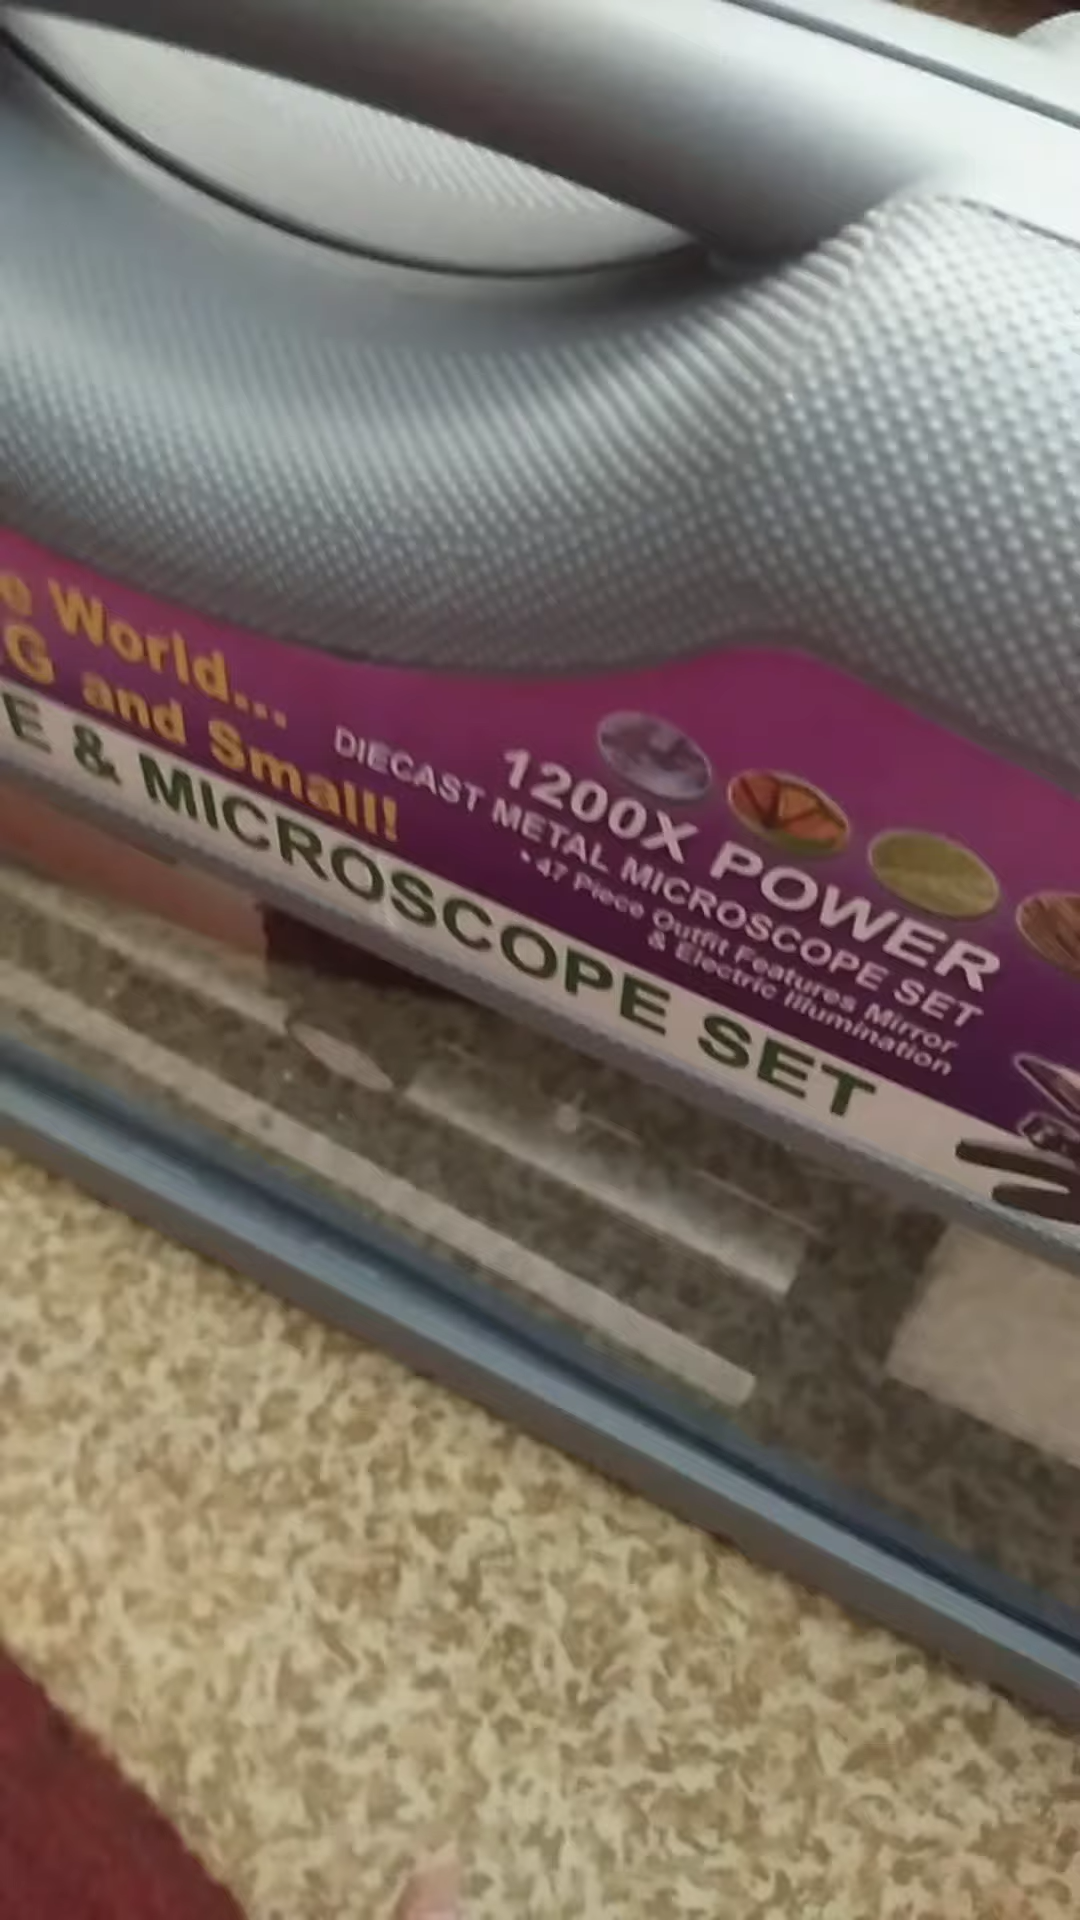 e World...
G and Small!
E & MICROSCOPE SET
1200X POWER
DIECAST METAL MICROSCOPE SET
• 47 Piece Outfit Features Mirror
& Electric Illumination